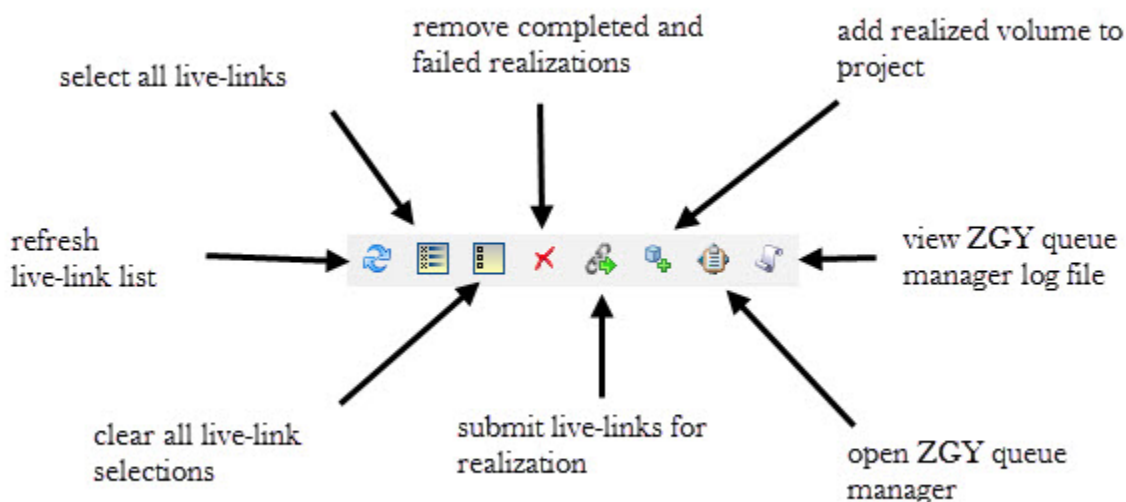 remove completed and
failed realizations
add realized volume to
project
select all live-links
refresh
live-link list
view ZGY queue
manager log file
clear all live-link
selections
submit live-links for
realization
open ZGY queue
manager